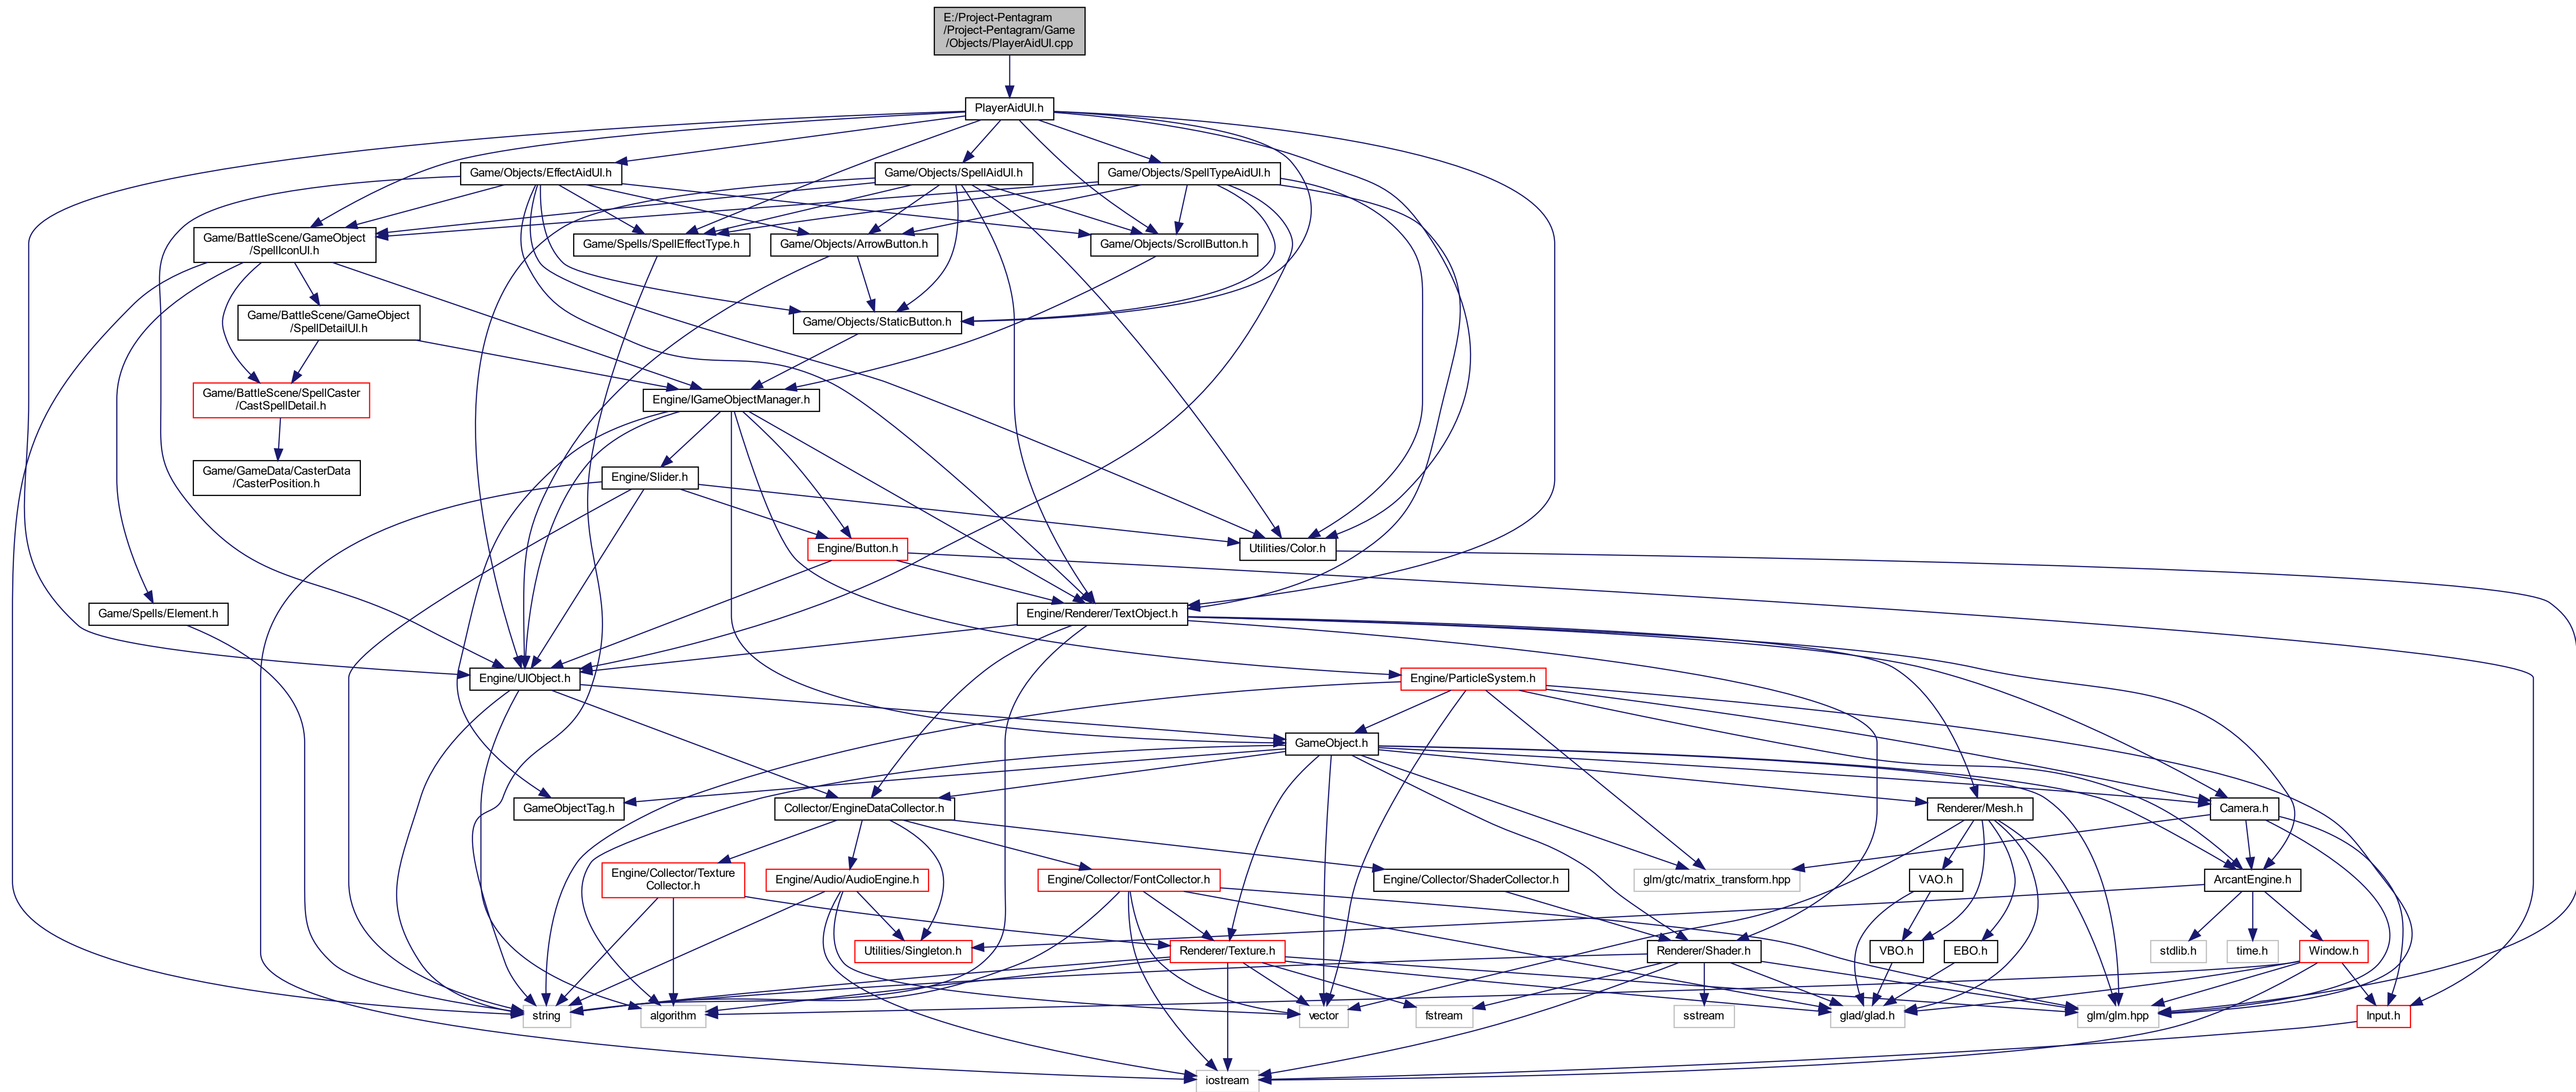 E:/Project-Pentagram
/Project-Pentagram/Game
/Objects/PlayerAidUI.cpp
PlayerAidUI.h
Game/Objects/EffectAidUI.h
Game/Objects/SpellAidUI.h
Game/Objects/SpellTypeAidUI.h
Game/BattleScene/GameObject
/SpellIconUI.h
Game/Spells/SpellEffectType.h
Game/Objects/ArrowButton.h
Game/Objects/ScrollButton.h
Game/BattleScene/GameObject
/SpellDetailUI.h
Game/Objects/StaticButton.h
Game/BattleScene/SpellCaster
/CastSpellDetail.h
Engine/IGameObjectManager.h
Game/GameData/CasterData
/CasterPosition.h
Engine/Slider.h
Engine/Button.h
Utilities/Color.h
Game/Spells/Element.h
Engine/Renderer/TextObject.h
Engine/UIObject.h
Engine/ParticleSystem.h
GameObject.h
GameObjectTag.h
Collector/EngineDataCollector.h
Renderer/Mesh.h
Camera.h
Engine/Collector/Texture
Collector.h
Engine/Audio/AudioEngine.h
Engine/Collector/FontCollector.h
Engine/Collector/ShaderCollector.h
glm/gtc/matrix_transform.hpp
VAO.h
ArcantEngine.h
Utilities/Singleton.h
Renderer/Texture.h
Renderer/Shader.h
VBO.h
EBO.h
stdlib.h
time.h
Window.h
string
algorithm
vector
fstream
sstream
glad/glad.h
glm/glm.hpp
Input.h
iostream